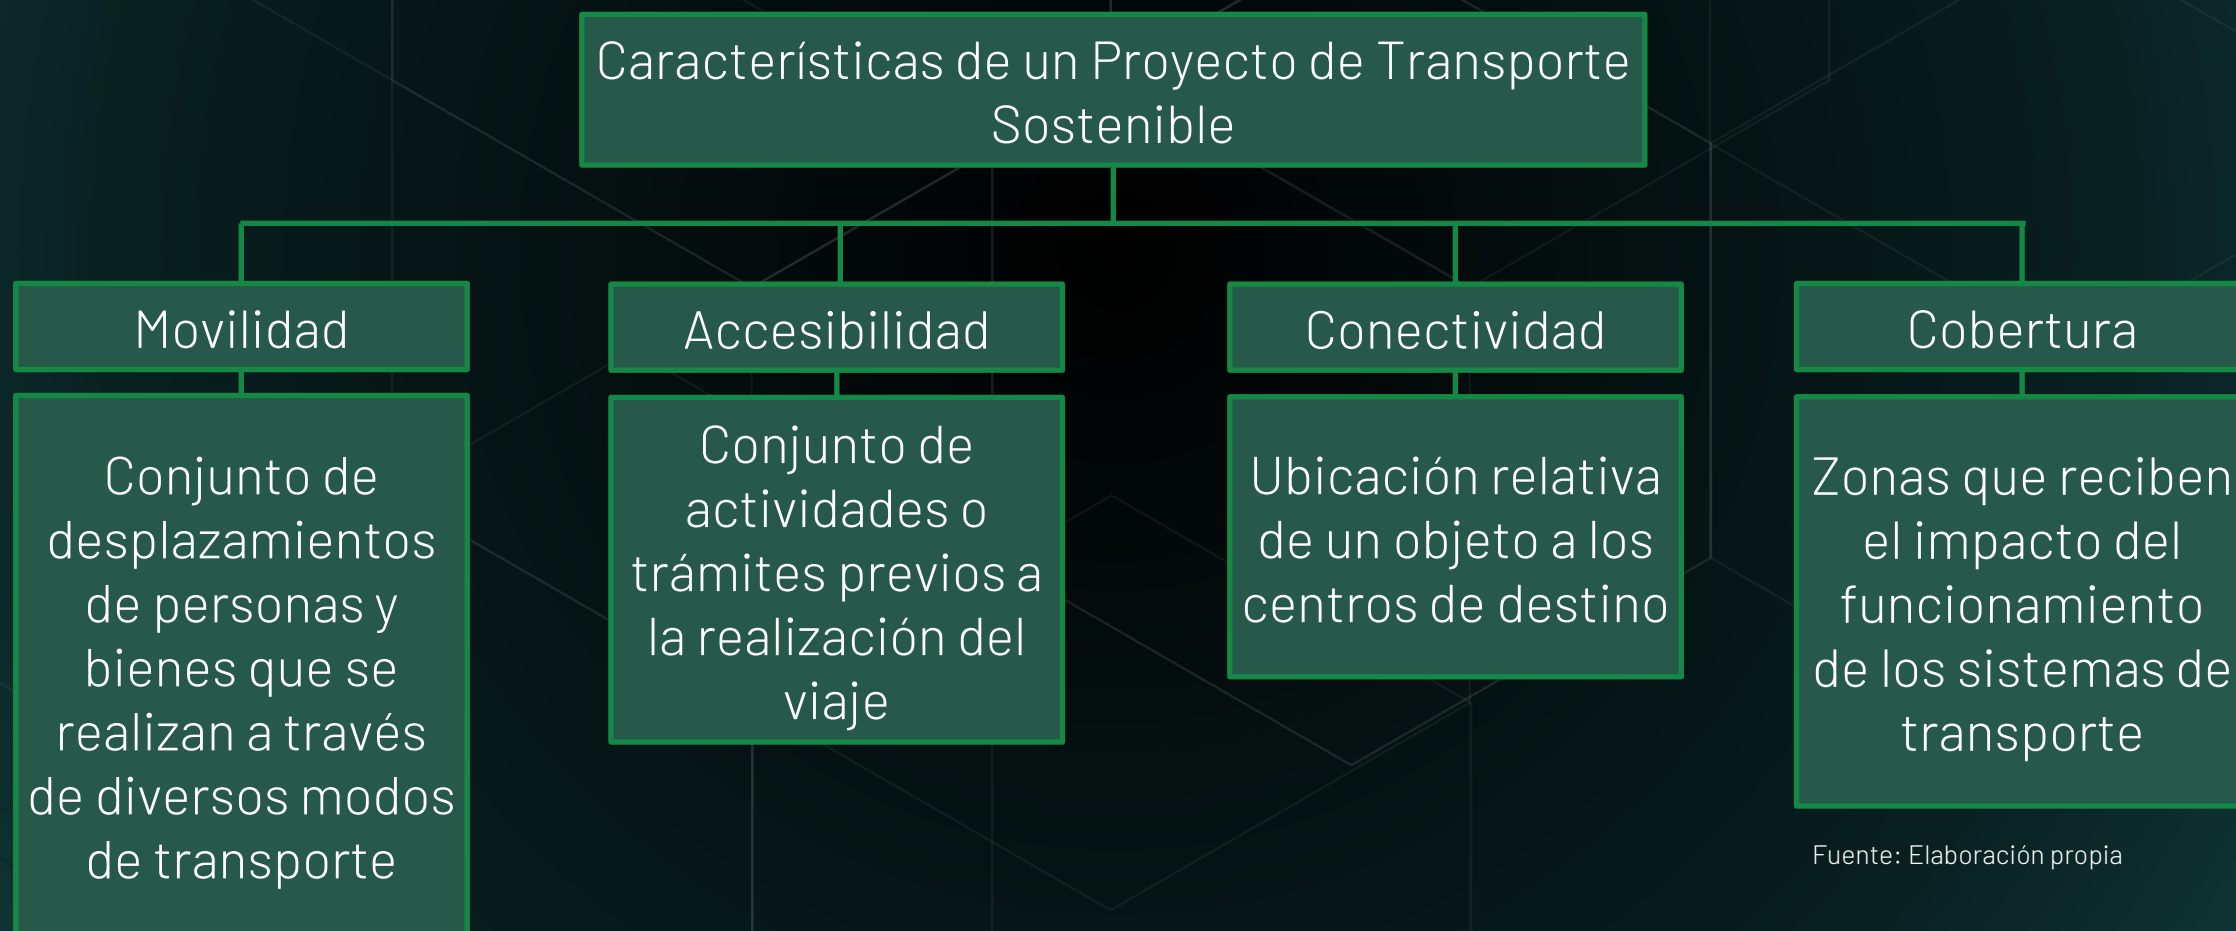 Características de un Proyecto de Transporte
Sostenible
Movilidad
Conjunto de
desplazamientos
de personas y
bienes que se
realizan a través
de diversos modos
de transporte
Accesibilidad
Conjunto de
actividades o
trámites previos a
la realización del
viaje
Conectividad
Ubicación relativa
de un objeto a los
centros de destino
Cobertura
Zonas que reciben
el impacto del
funcionamiento
de los sistemas de
transporte
Fuente: Elaboración propia